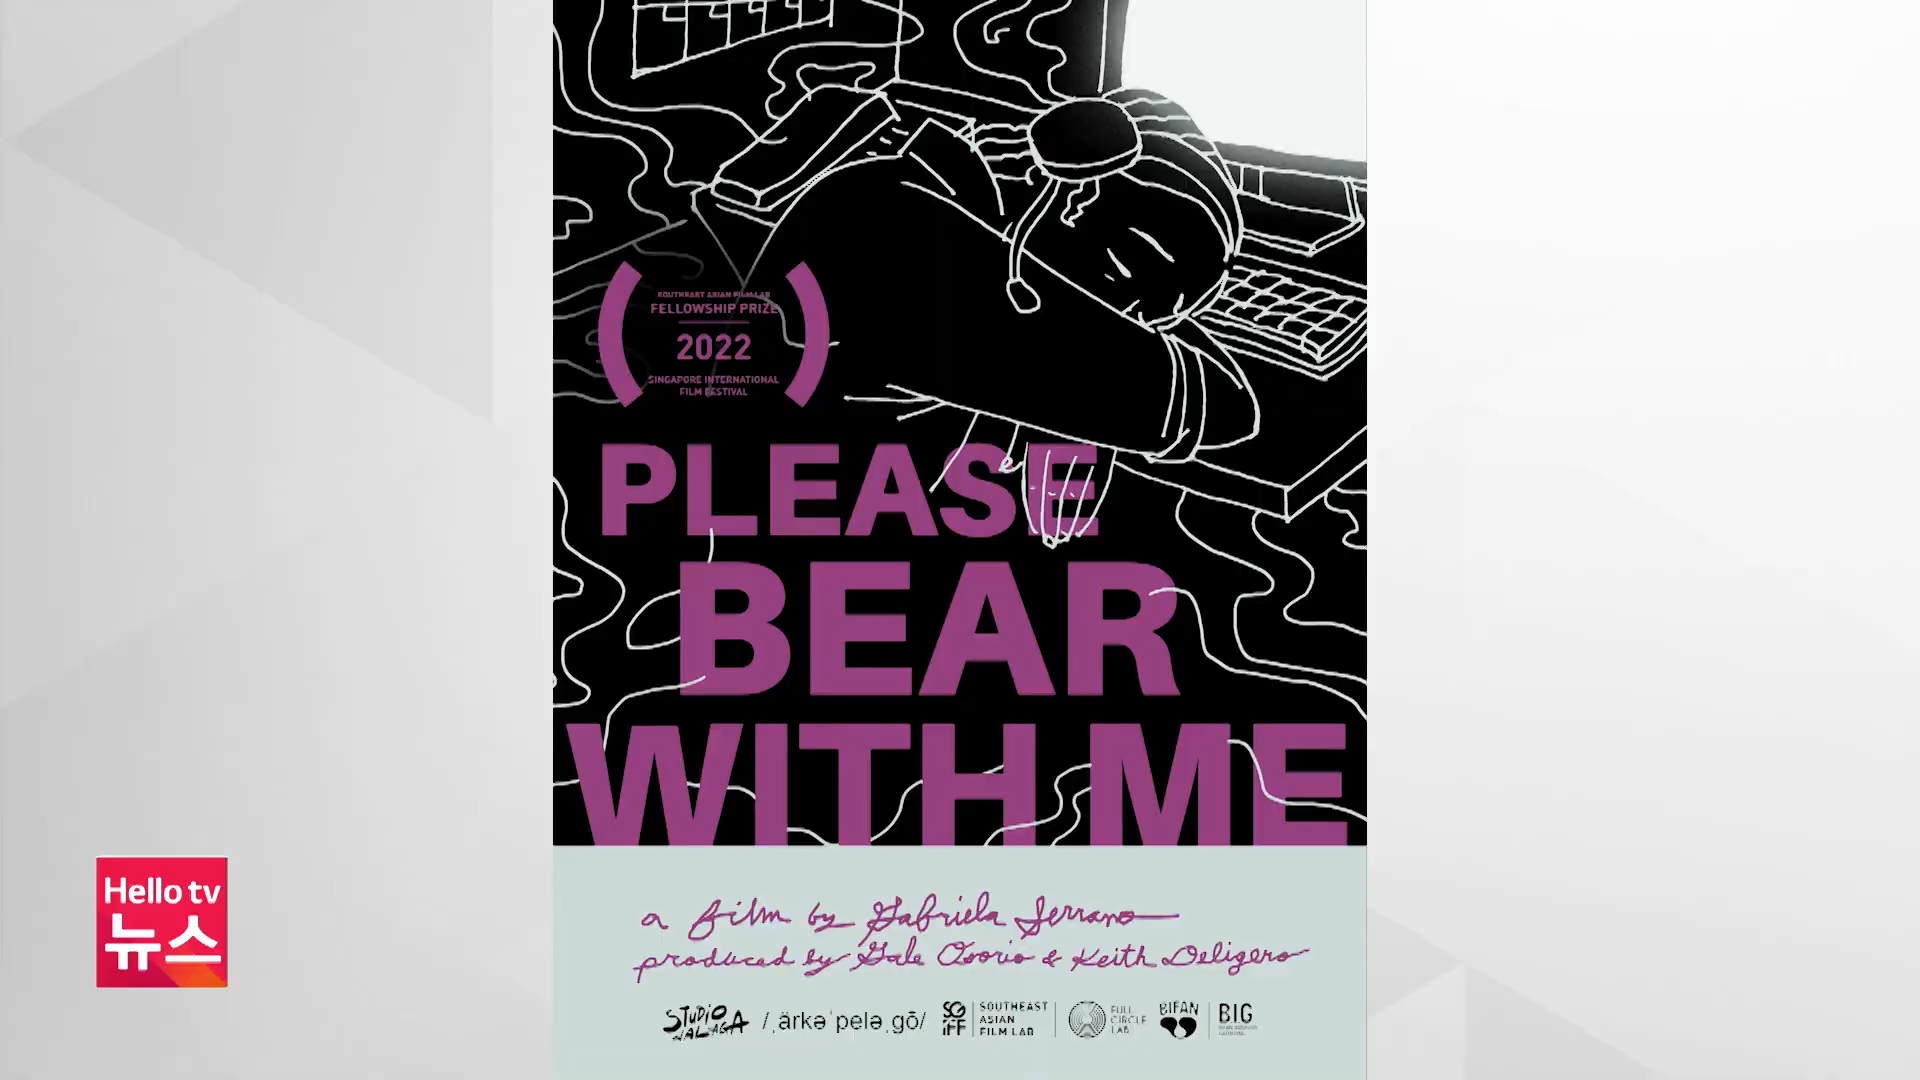 SOUTHEAST ASIAN FILM LAB
FELLOWSHIP PRIZE
2022
SINGAPORE INTERNATIONAL
FILM FESTIVAL
PLEASE
BEAR
WITH ME
Hello tv
뉴스
a film by Gabriela Serrano
produced by Gale Osorio & Keith Deligero
STUDIO
JALAGA
/ˌärkəˈpeləˌgō/
SGIFF
SOUTHEAST
ASIAN
FILM LAB
FULL
CIRCLE
LAB
BIFAN
BIG